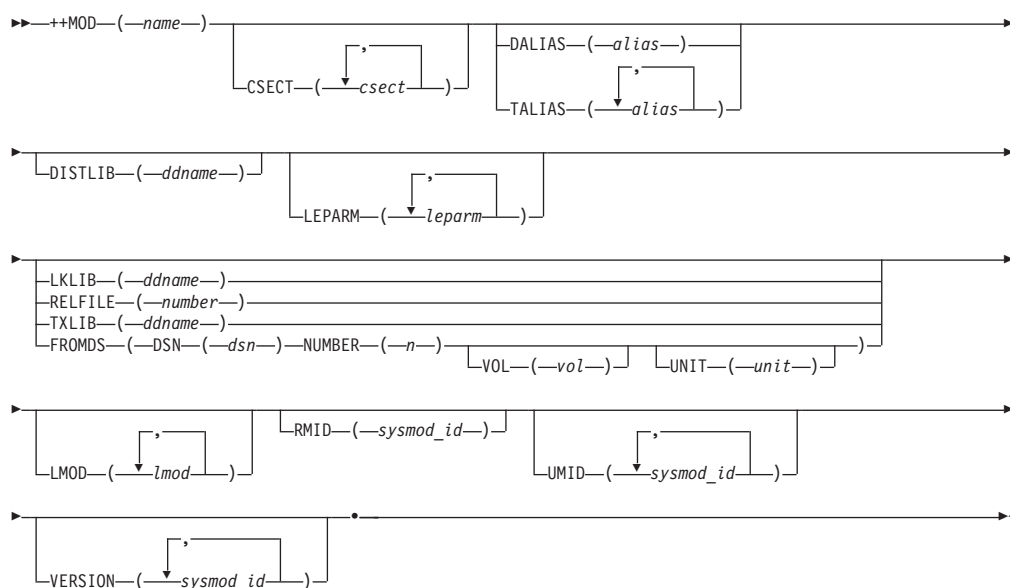 ++MOD ( name )
,
CSECT ( csect )
DALIAS ( alias )
,
TALIAS ( alias )
DISTLIB ( ddname )
,
LEPARM ( leparm )
LKLIB ( ddname )
RELFILE ( number )
TXLIB ( ddname )
FROMDS ( DSN ( dsn ) NUMBER ( n ) VOL ( vol ) UNIT ( unit ) )
,
LMOD ( lmod )
RMID ( sysmod_id )
,
UMID ( sysmod_id )
,
VERSION ( sysmod_id )
.